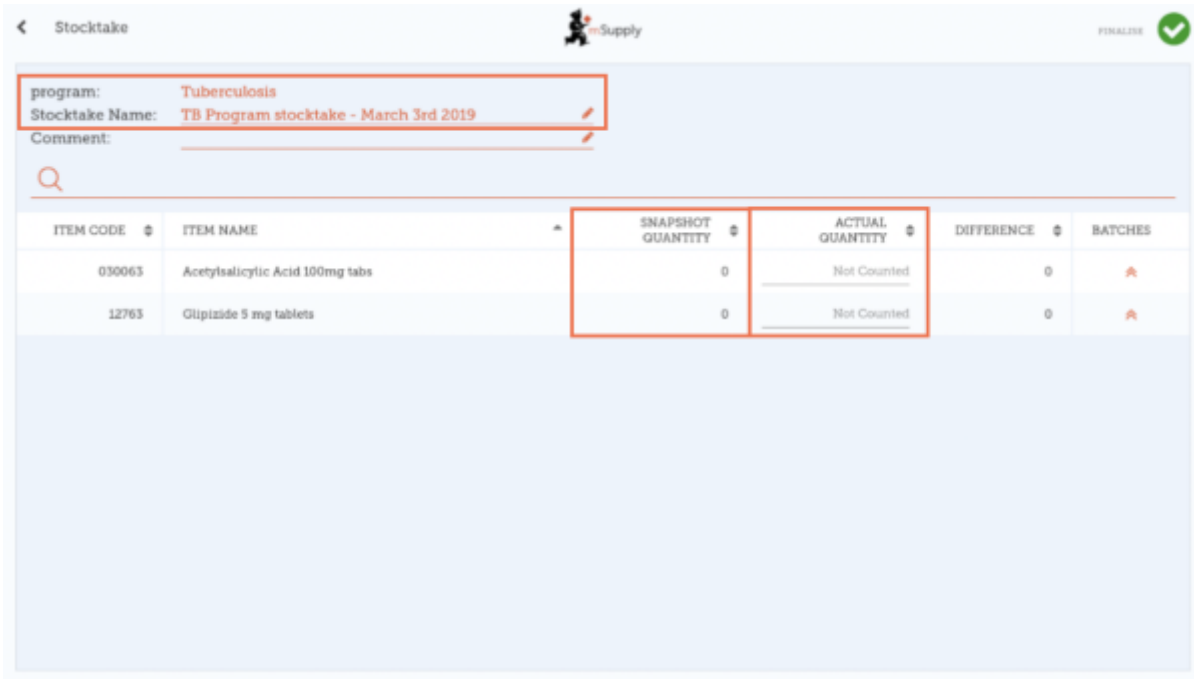 Stocktake
mSupply
FINALISE
program: Tuberculosis
Stocktake Name: TB Program stocktake - March 3rd 2019
Comment:
ITEM CODE ITEM NAME SNAPSHOT QUANTITY ACTUAL QUANTITY DIFFERENCE BATCHES
030063 Acetylsalicylic Acid 100mg tabs 0 Not Counted 0
12763 Glipizide 5 mg tablets 0 Not Counted 0